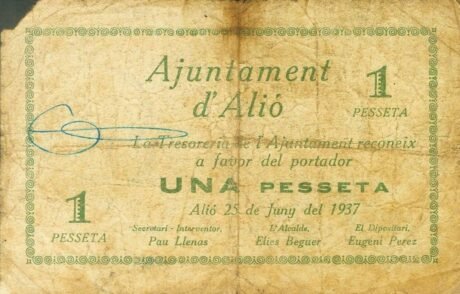 Ajuntament
d'Alió
1
PESSETA
La Tresoreria de l'Ajuntament reconeix
a favor del portador
UNA PESSETA
Alió 25 de Juny del 1937
1
PESSETA
Secretari - Interventor,
Pau Llenas
L'Alcalde,
Elies Beguer
El Dipositari,
Eugeni Perez